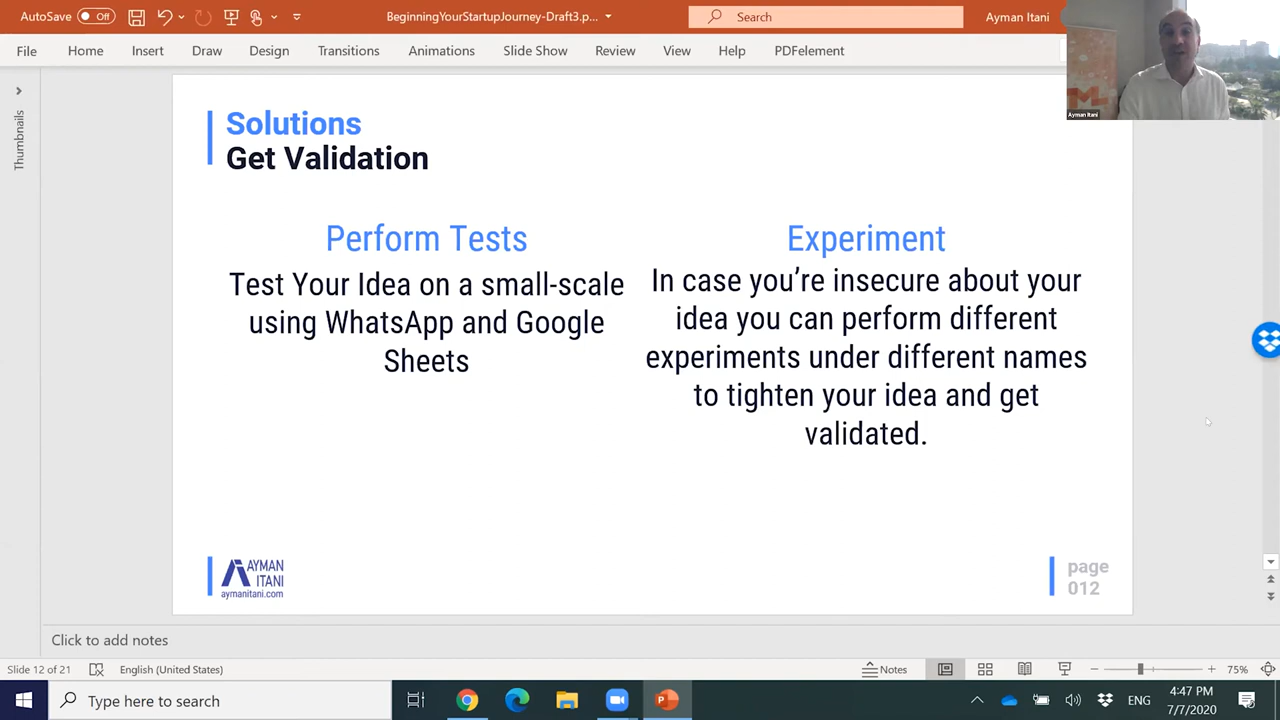 AutoSave Off
BeginningYourStartupJourney-Draft3.p...
Search
Ayman Itani
File Home Insert Draw Design Transitions Animations Slide Show Review View Help PDFelement
Ayman Itani
Thumbnails
Solutions
Get Validation
Perform Tests
Test Your Idea on a small-scale
using WhatsApp and Google
Sheets
Experiment
In case you’re insecure about your
idea you can perform different
experiments under different names
to tighten your idea and get
validated.
AYMAN
ITANI
aymanitani.com
page
012
Click to add notes
Slide 12 of 21 English (United States) Notes 75%
Type here to search
ENG
4:47 PM
7/7/2020